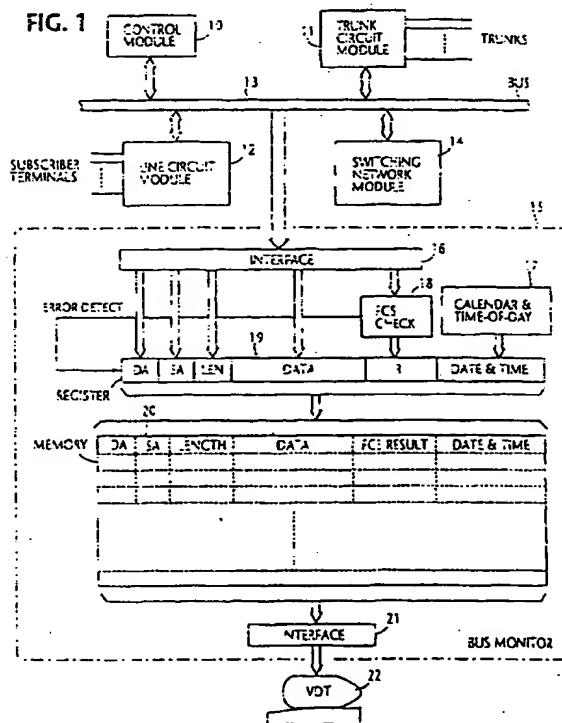 FIG. 1
CONTROL MODULE
10
11
TRUNK CIRCUIT MODULE
TRUNKS
13
BUS
SUBSCRIBER TERMINALS
LINE CIRCUIT MODULE
12
SWITCHING NETWORK MODULE
14
15
INTERFACE
16
ERROR DETECT
FCS CHECK
18
CALENDAR & TIME-OF-DAY
17
19
DA SA LEN DATA R DATE & TIME
REGISTER
20
MEMORY
DA SA LENGTH DATA FCS RESULT DATE & TIME
INTERFACE
21
BUS MONITOR
VDT
22